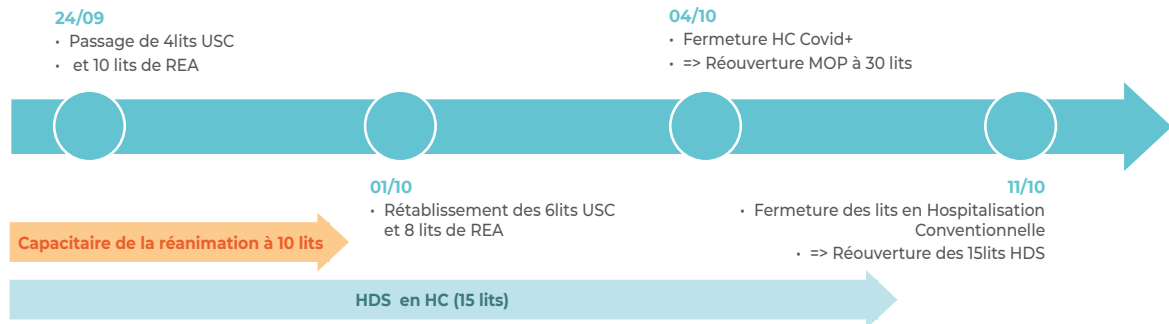 24/09
• Passage de 4lits USC
• et 10 lits de REA
04/10
• Fermeture HC Covid+
• => Réouverture MOP à 30 lits
01/10
• Rétablissement des 6lits USC
et 8 lits de REA
11/10
• Fermeture des lits en Hospitalisation
Conventionnelle
• => Réouverture des 15lits HDS
Capacitaire de la réanimation à 10 lits
HDS en HC (15 lits)